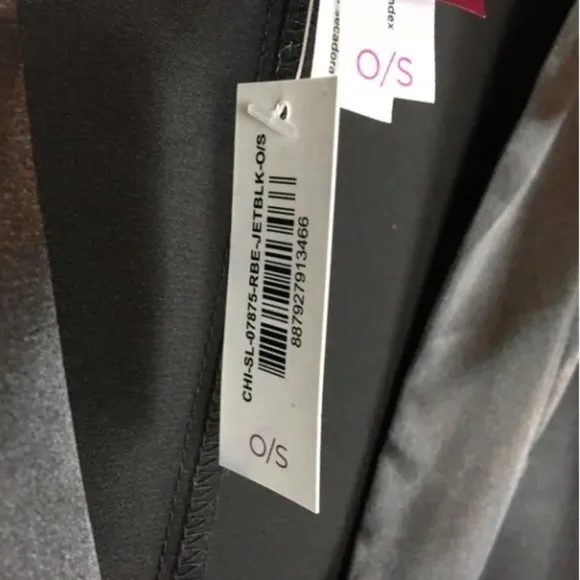 CHI-SL-07875-RBE-JETBLK-O/S
887927913466
O/S
O/S
secadora
ndex